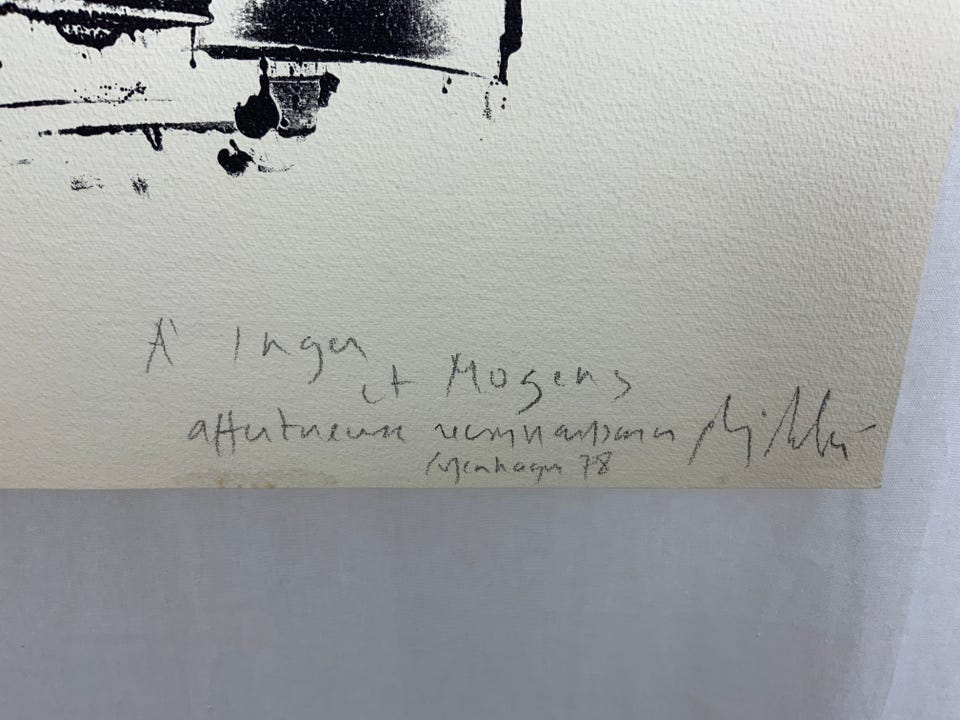 À Inger
et Mogens
affectueuse reconnaissance
Copenhague 78